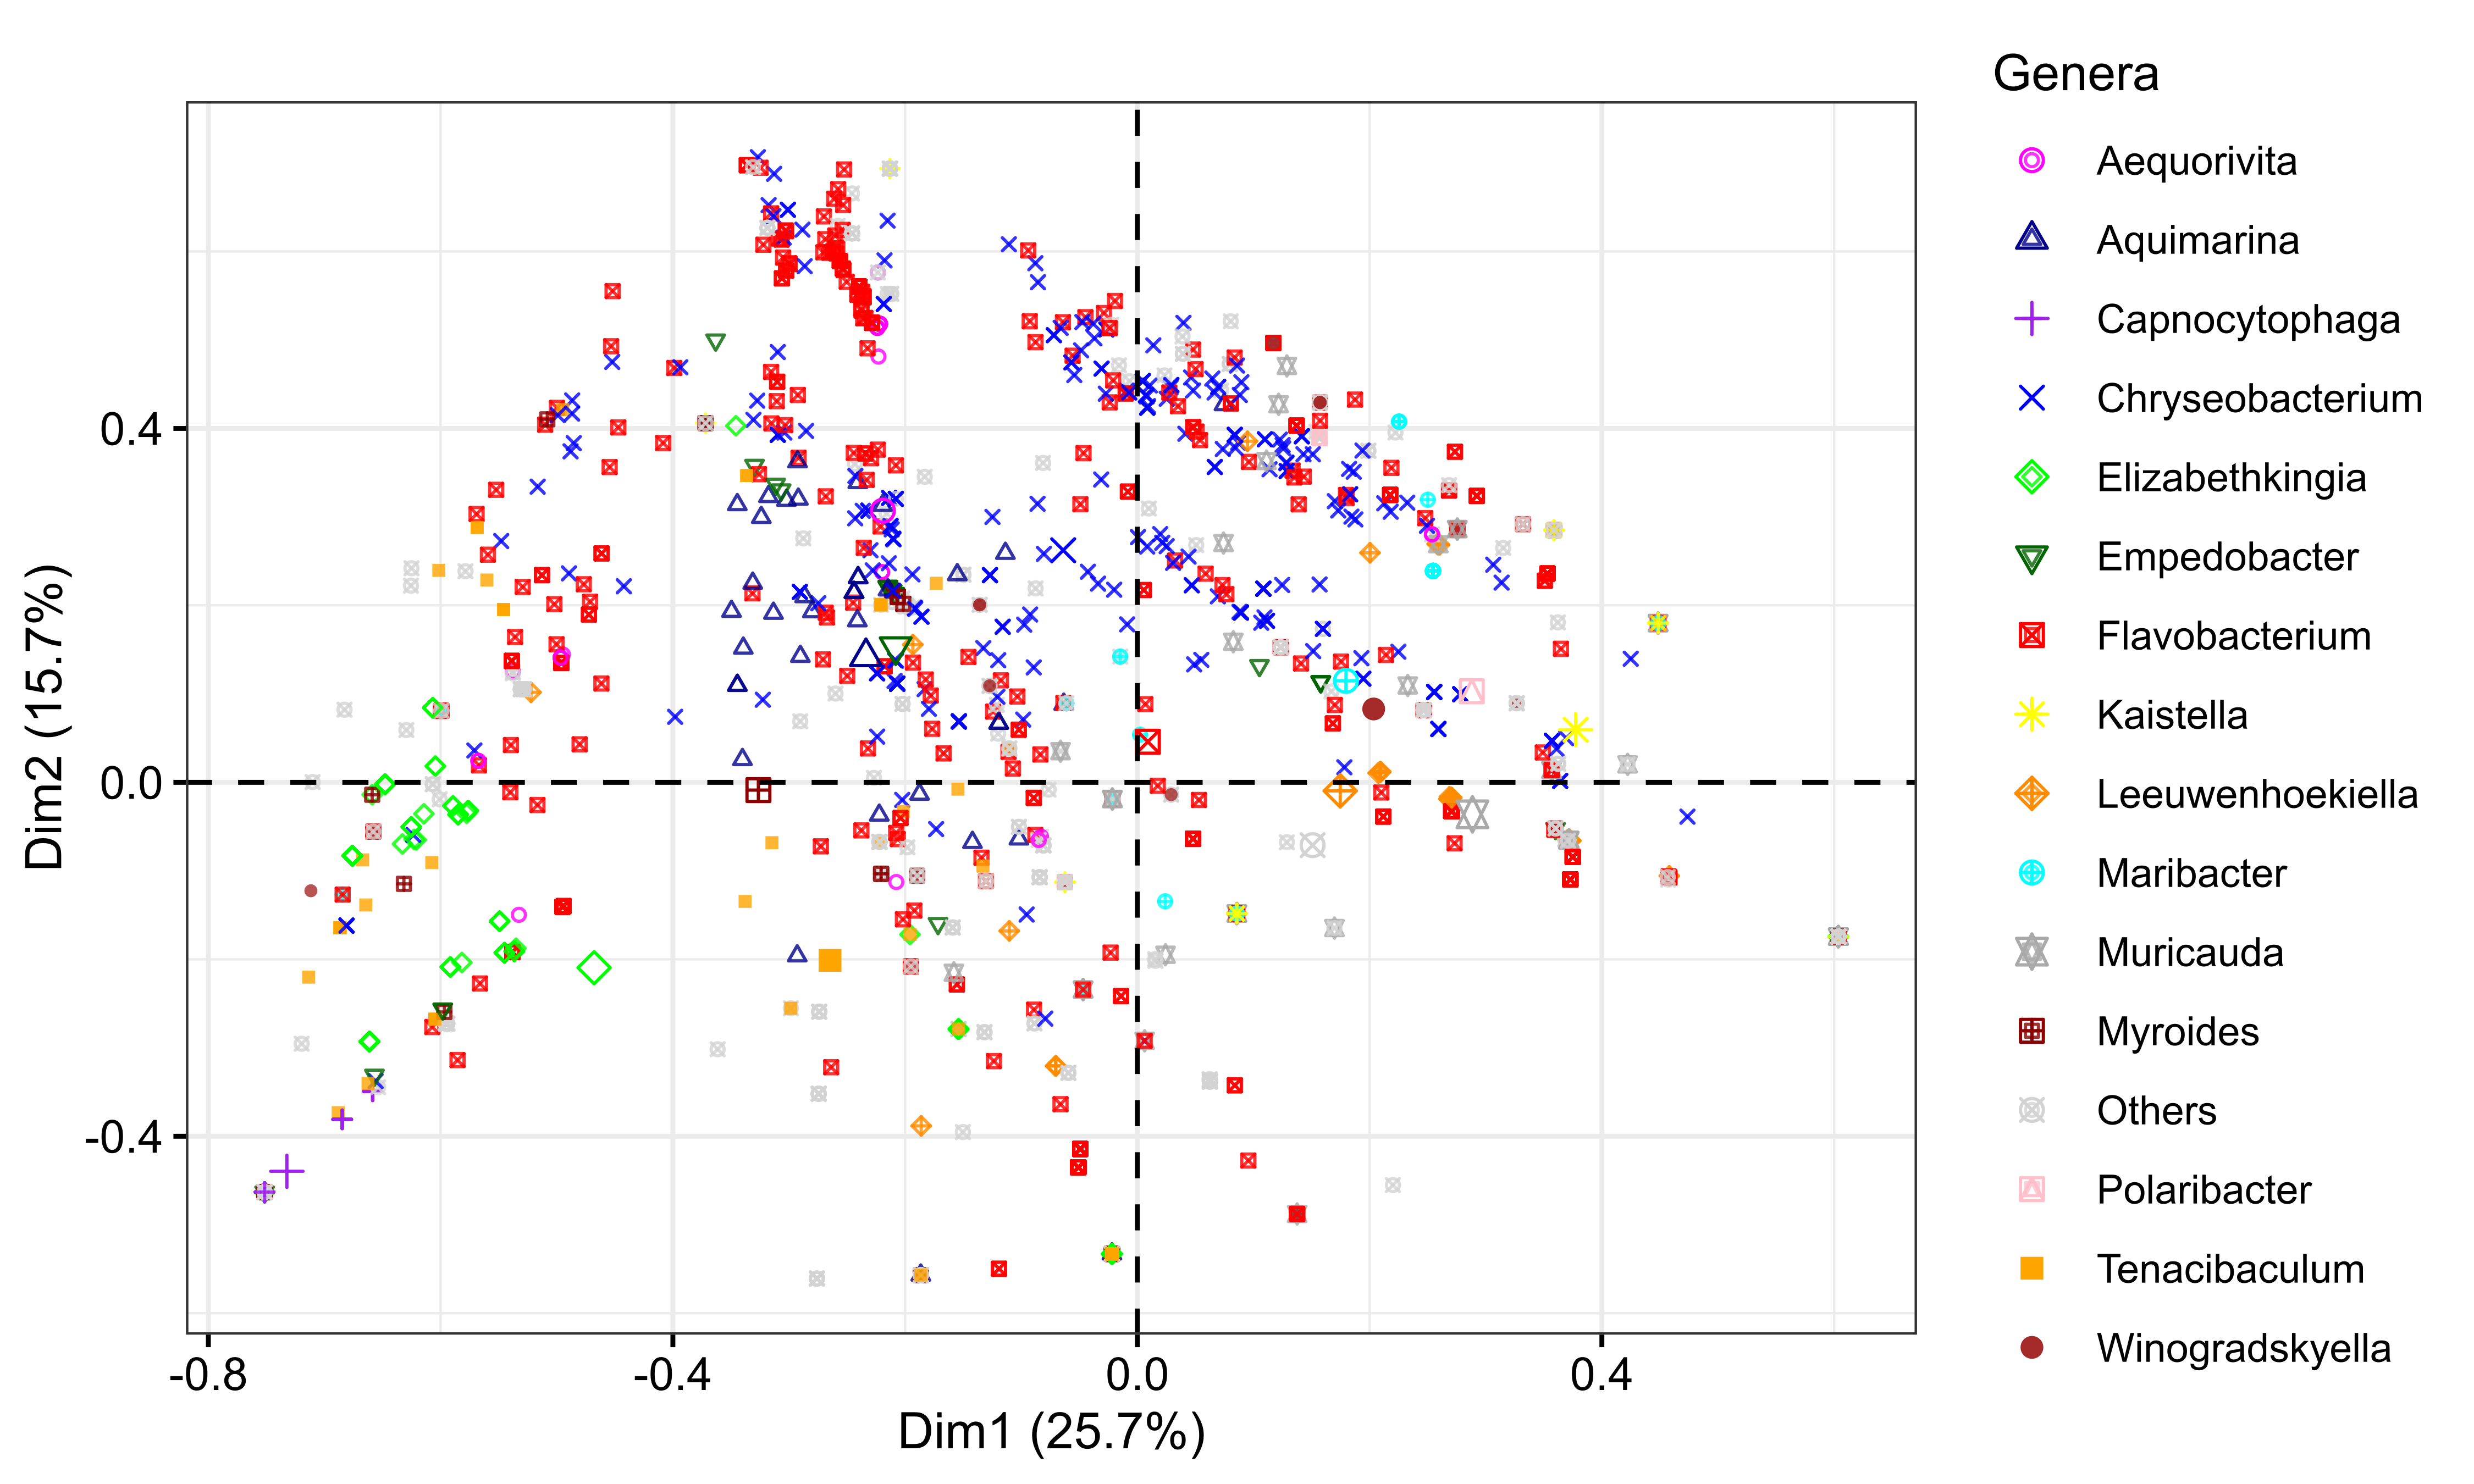 Genera
Aequorivita
Aquimarina
Capnocytophaga
Chryseobacterium
Elizabethkingia
Empedobacter
Flavobacterium
Kaistella
Leeuwenhoekiella
Maribacter
Muricauda
Myroides
Others
Polaribacter
Tenacibaculum
Winogradskyella
Dim2 (15.7%)
0.4
0.0
-0.4
-0.8 -0.4 0.0 0.4
Dim1 (25.7%)